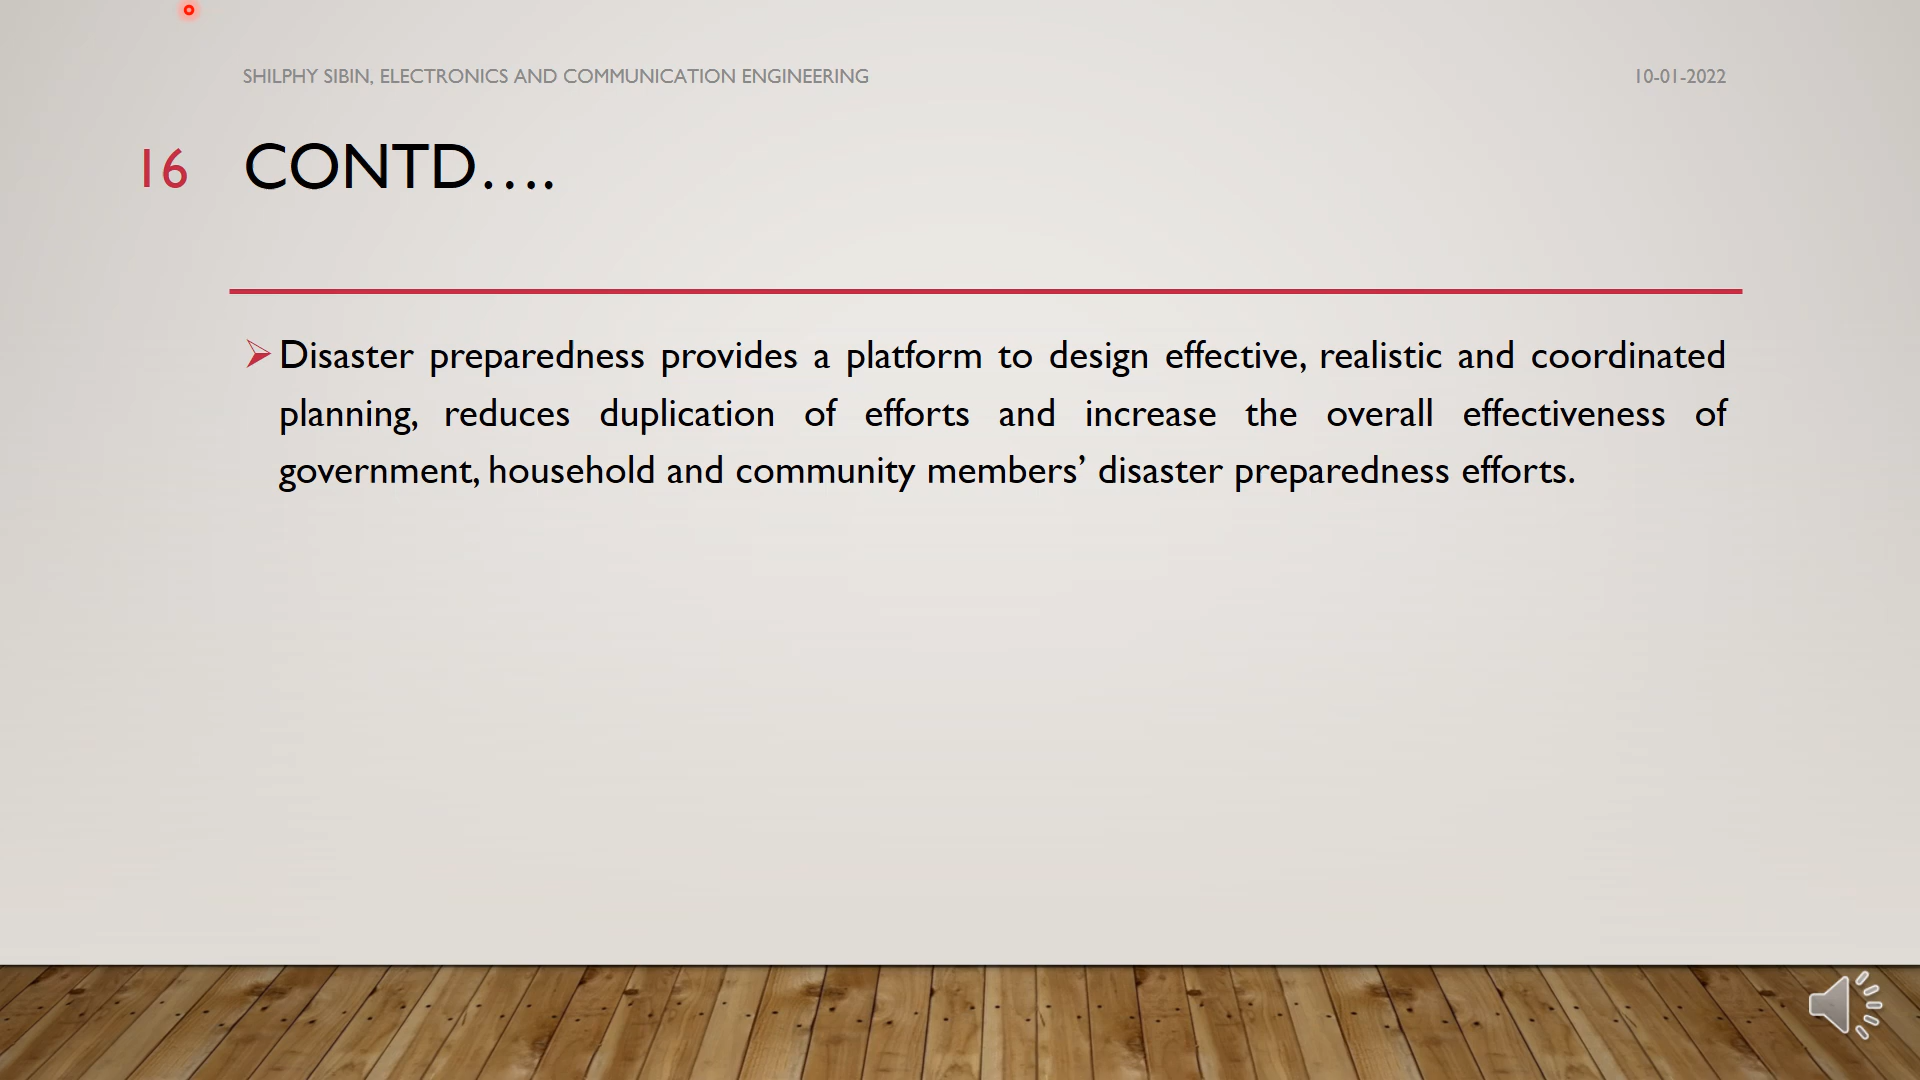 SHILPHY SIBIN, ELECTRONICS AND COMMUNICATION ENGINEERING
10-01-2022
16
CONTD….
Disaster preparedness provides a platform to design effective, realistic and coordinated
planning, reduces duplication of efforts and increase the overall effectiveness of
government, household and community members’ disaster preparedness efforts.